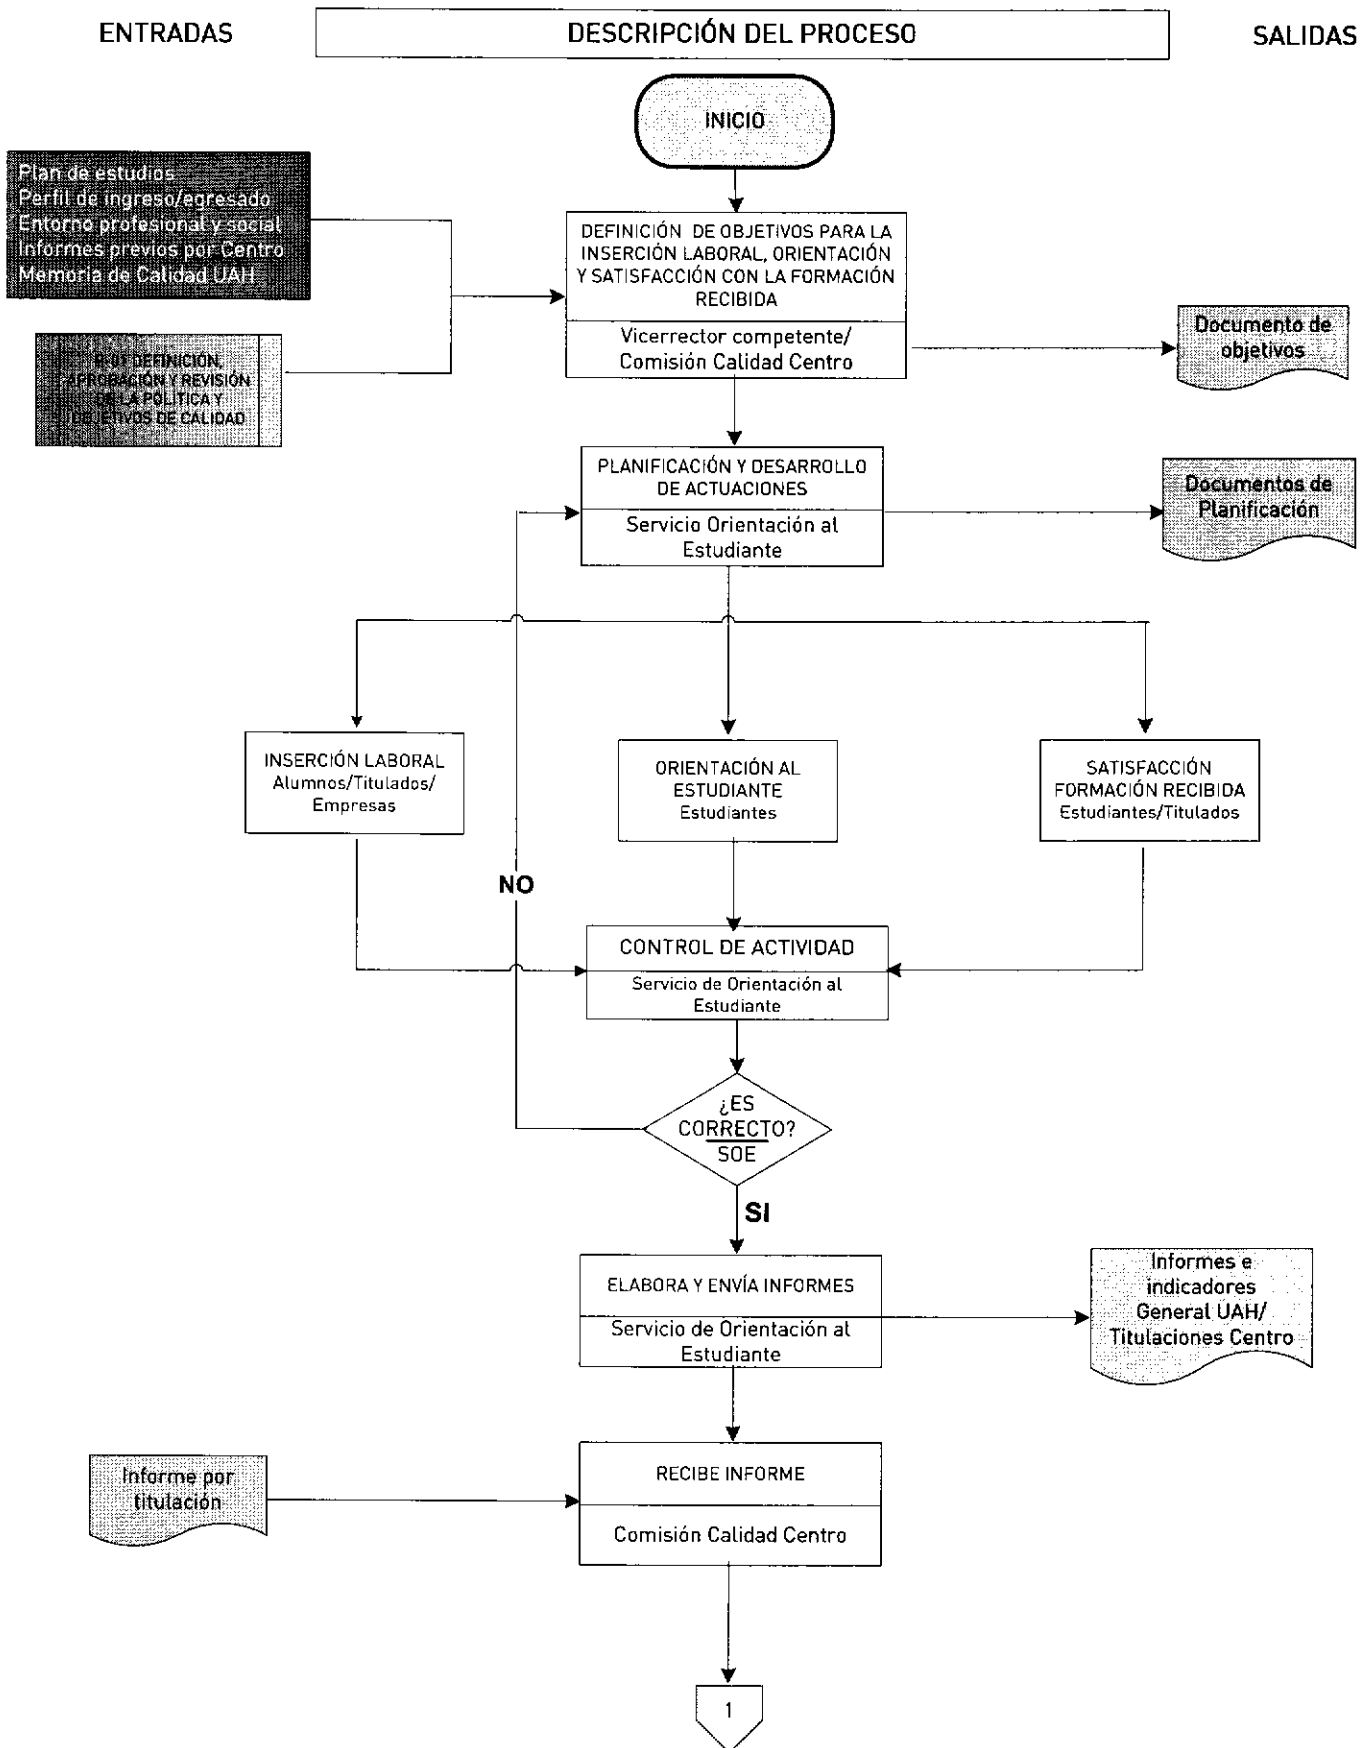 ENTRADAS
DESCRIPCIÓN DEL PROCESO
SALIDAS
INICIO
Plan de estudios
Perfil de ingreso/egresado
Entorno profesional y social
Informes previos por Centro
Memoria de Calidad UAH
DEFINICIÓN DE OBJETIVOS PARA LA
INSERCIÓN LABORAL, ORIENTACIÓN
Y SATISFACCIÓN CON LA FORMACIÓN
RECIBIDA
Vicerrector competente/
Comisión Calidad Centro
Documento de
objetivos
DEFINICIÓN,
APROBACIÓN Y REVISIÓN
DE LA POLÍTICA Y
OBJETIVOS DE CALIDAD
PLANIFICACIÓN Y DESARROLLO
DE ACTUACIONES
Servicio Orientación al
Estudiante
Documentos de
Planificación
INSERCIÓN LABORAL
Alumnos/Titulados/
Empresas
ORIENTACIÓN AL
ESTUDIANTE
Estudiantes
SATISFACCIÓN
FORMACIÓN RECIBIDA
Estudiantes/Titulados
NO
CONTROL DE ACTIVIDAD
Servicio de Orientación al
Estudiante
¿ES
CORRECTO?
SOE
SI
ELABORA Y ENVÍA INFORMES
Servicio de Orientación al
Estudiante
Informes e
indicadores
General UAH/
Titulaciones Centro
Informe por
titulación
RECIBE INFORME
Comisión Calidad Centro
1